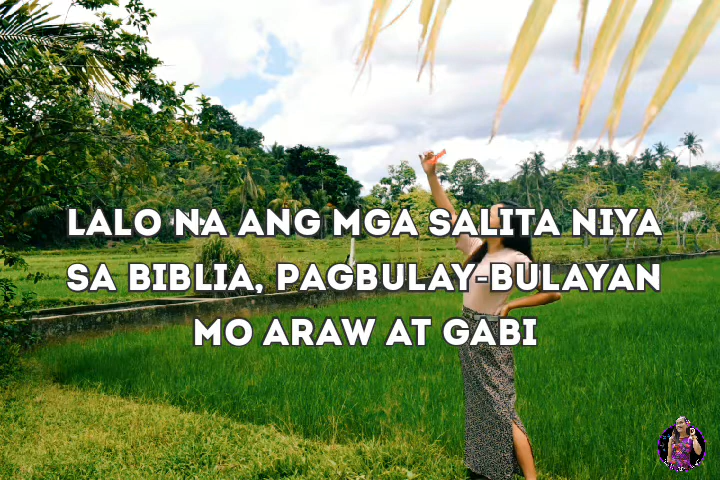 LALO NA ANG MGA SALITA NIYA
SA BIBLIA, PAGBULAY-BULAYAN
MO ARAW AT GABI